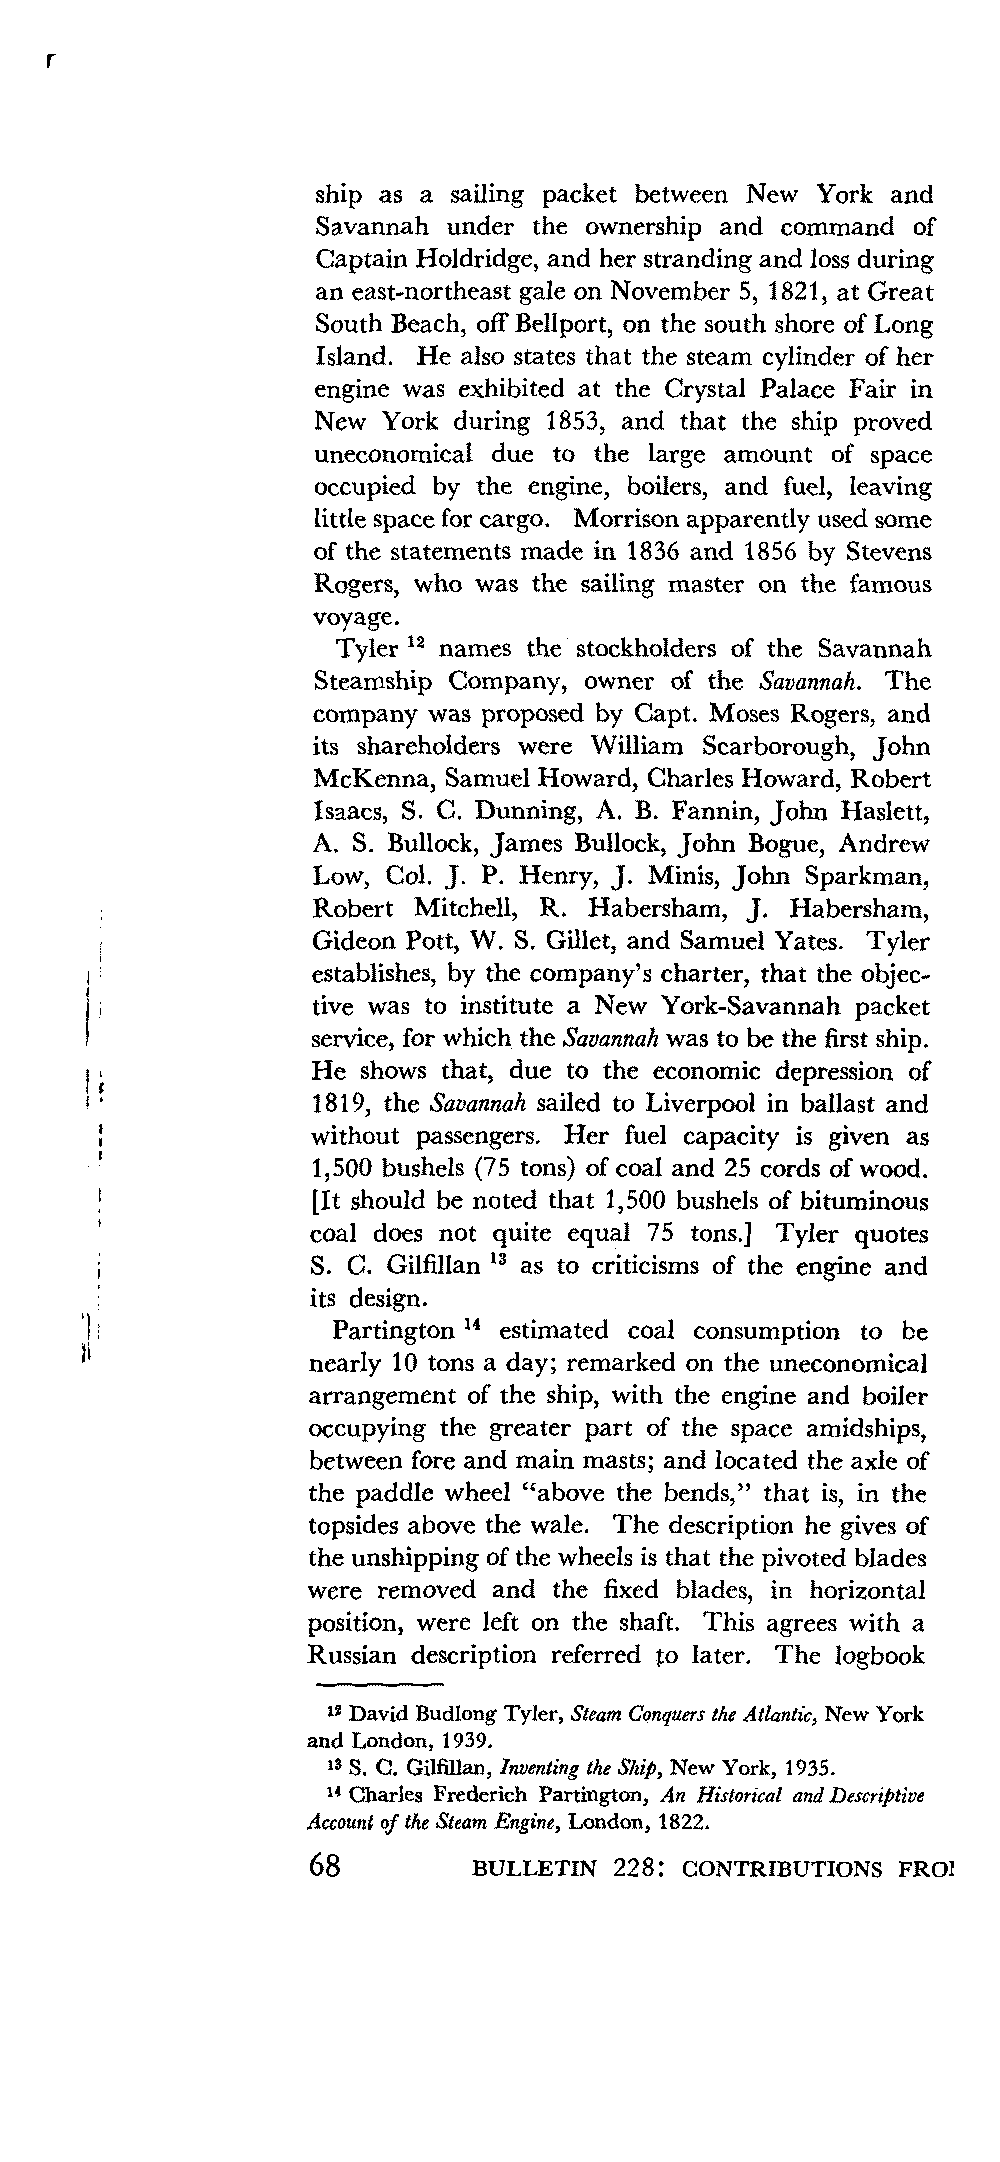 r
ship as a sailing packet between New York and
Savannah under the ownership and command of
Captain Holdridge, and her stranding and loss during
an east-northeast gale on November 5, 1821, at Great
South Beach, off Bellport, on the south shore of Long
Island. He also states that the steam cylinder of her
engine was exhibited at the Crystal Palace Fair in
New York during 1853, and that the ship proved
uneconomical due to the large amount of space
occupied by the engine, boilers, and fuel, leaving
little space for cargo. Morrison apparently used some
of the statements made in 1836 and 1856 by Stevens
Rogers, who was the sailing master on the famous
voyage.
Tyler ¹² names the stockholders of the Savannah
Steamship Company, owner of the Savannah. The
company was proposed by Capt. Moses Rogers, and
its shareholders were William Scarborough, John
McKenna, Samuel Howard, Charles Howard, Robert
Isaacs, S. C. Dunning, A. B. Fannin, John Haslett,
A. S. Bullock, James Bullock, John Bogue, Andrew
Low, Col. J. P. Henry, J. Minis, John Sparkman,
Robert Mitchell, R. Habersham, J. Habersham,
Gideon Pott, W. S. Gillet, and Samuel Yates. Tyler
establishes, by the company's charter, that the objec-
tive was to institute a New York-Savannah packet
service, for which the Savannah was to be the first ship.
He shows that, due to the economic depression of
1819, the Savannah sailed to Liverpool in ballast and
without passengers. Her fuel capacity is given as
1,500 bushels (75 tons) of coal and 25 cords of wood.
[It should be noted that 1,500 bushels of bituminous
coal does not quite equal 75 tons.] Tyler quotes
S. C. Gilfillan ¹³ as to criticisms of the engine and
its design.
Partington ¹⁴ estimated coal consumption to be
nearly 10 tons a day; remarked on the uneconomical
arrangement of the ship, with the engine and boiler
occupying the greater part of the space amidships,
between fore and main masts; and located the axle of
the paddle wheel "above the bends," that is, in the
topsides above the wale. The description he gives of
the unshipping of the wheels is that the pivoted blades
were removed and the fixed blades, in horizontal
position, were left on the shaft. This agrees with a
Russian description referred to later. The logbook
¹² David Budlong Tyler, Steam Conquers the Atlantic, New York
and London, 1939.
¹³ S. C. Gilfillan, Inventing the Ship, New York, 1935.
¹⁴ Charles Frederich Partington, An Historical and Descriptive
Account of the Steam Engine, London, 1822.
68 BULLETIN 228: CONTRIBUTIONS FRO